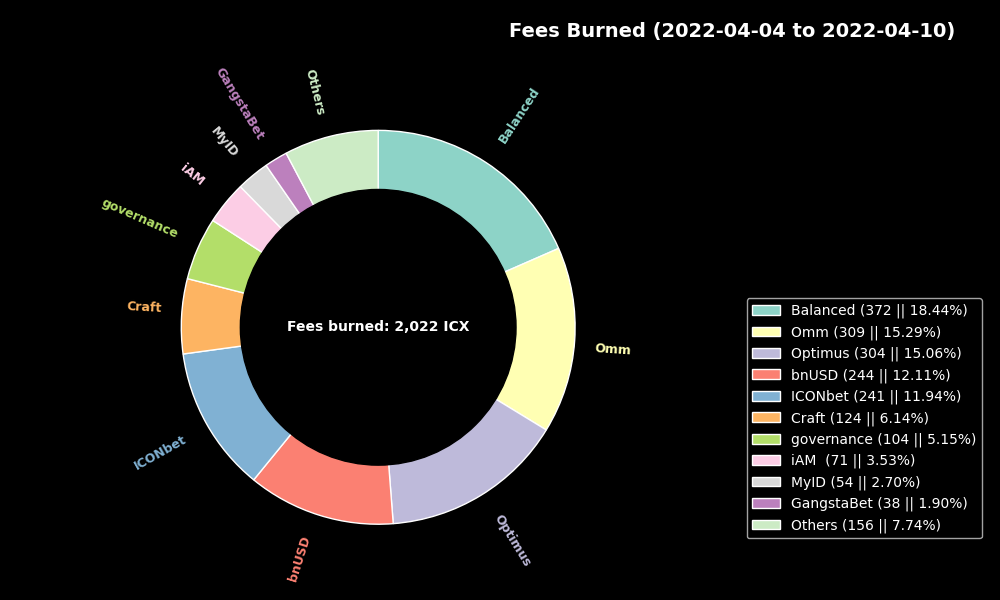 Fees Burned (2022-04-04 to 2022-04-10)
Others
GangstaBet
MyID
iAM
governance
Craft
ICONbet
bnUSD
Optimus
Omm
Balanced
Fees burned: 2,022 ICX
Balanced (372 || 18.44%)
Omm (309 || 15.29%)
Optimus (304 || 15.06%)
bnUSD (244 || 12.11%)
ICONbet (241 || 11.94%)
Craft (124 || 6.14%)
governance (104 || 5.15%)
iAM  (71 || 3.53%)
MyID (54 || 2.70%)
GangstaBet (38 || 1.90%)
Others (156 || 7.74%)